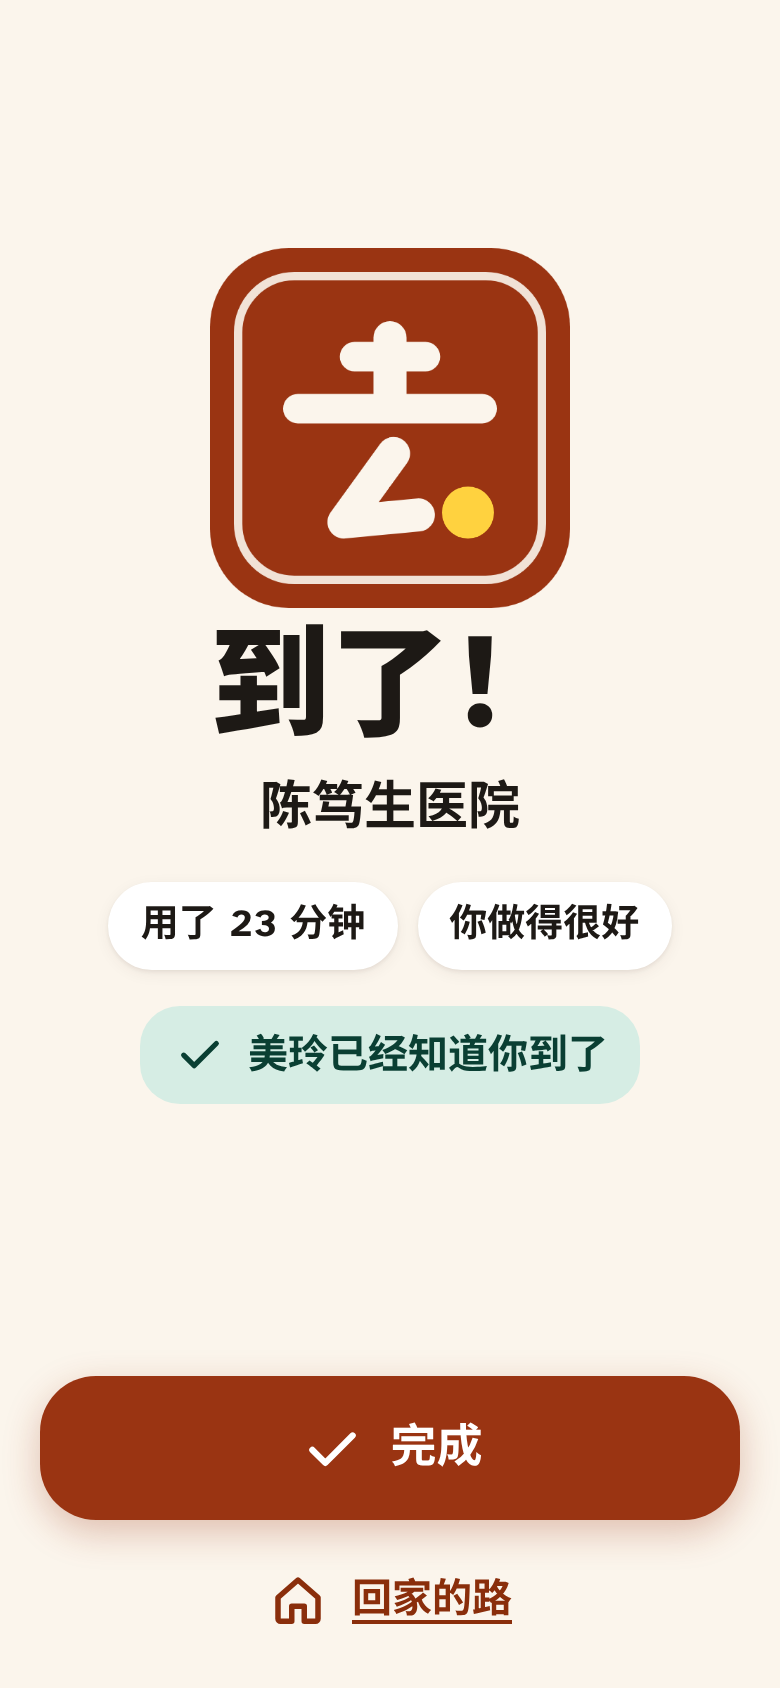 去
到了！
陈笃生医院
用了 23 分钟
你做得很好
美玲已经知道你到了
完成
回家的路